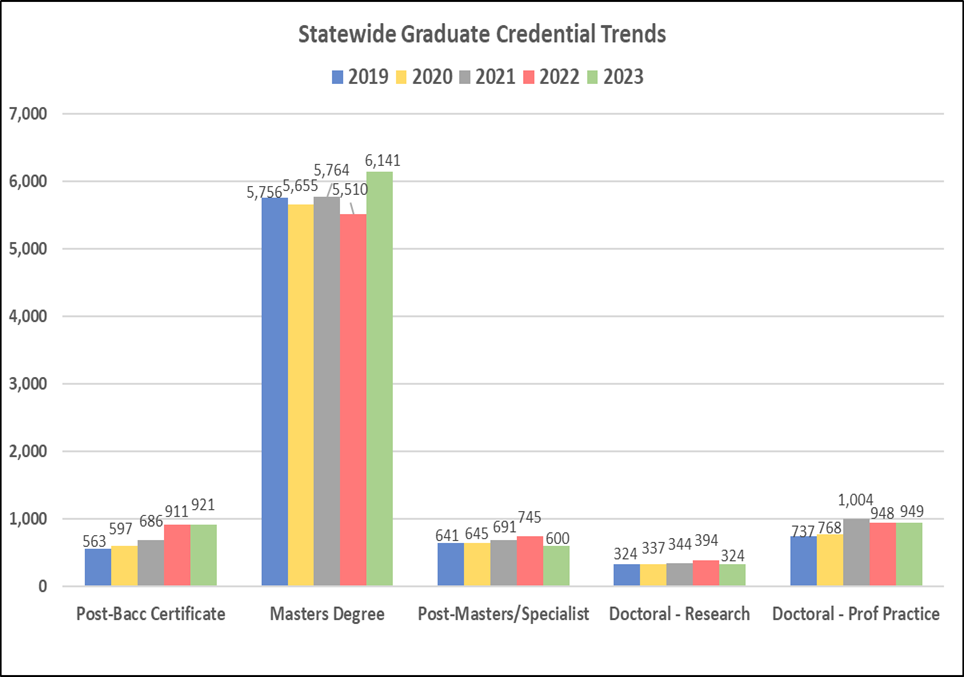 Statewide Graduate Credential Trends
2019 2020 2021 2022 2023
7,000
6,000
5,000
4,000
3,000
2,000
1,000
0
5,756 5,655 5,764 5,510 6,141
563 597 686 911 921
641 645 691 745 600
324 337 344 394 324
737 768 1,004 948 949
Post-Bacc Certificate Masters Degree Post-Masters/Specialist Doctoral - Research Doctoral - Prof Practice